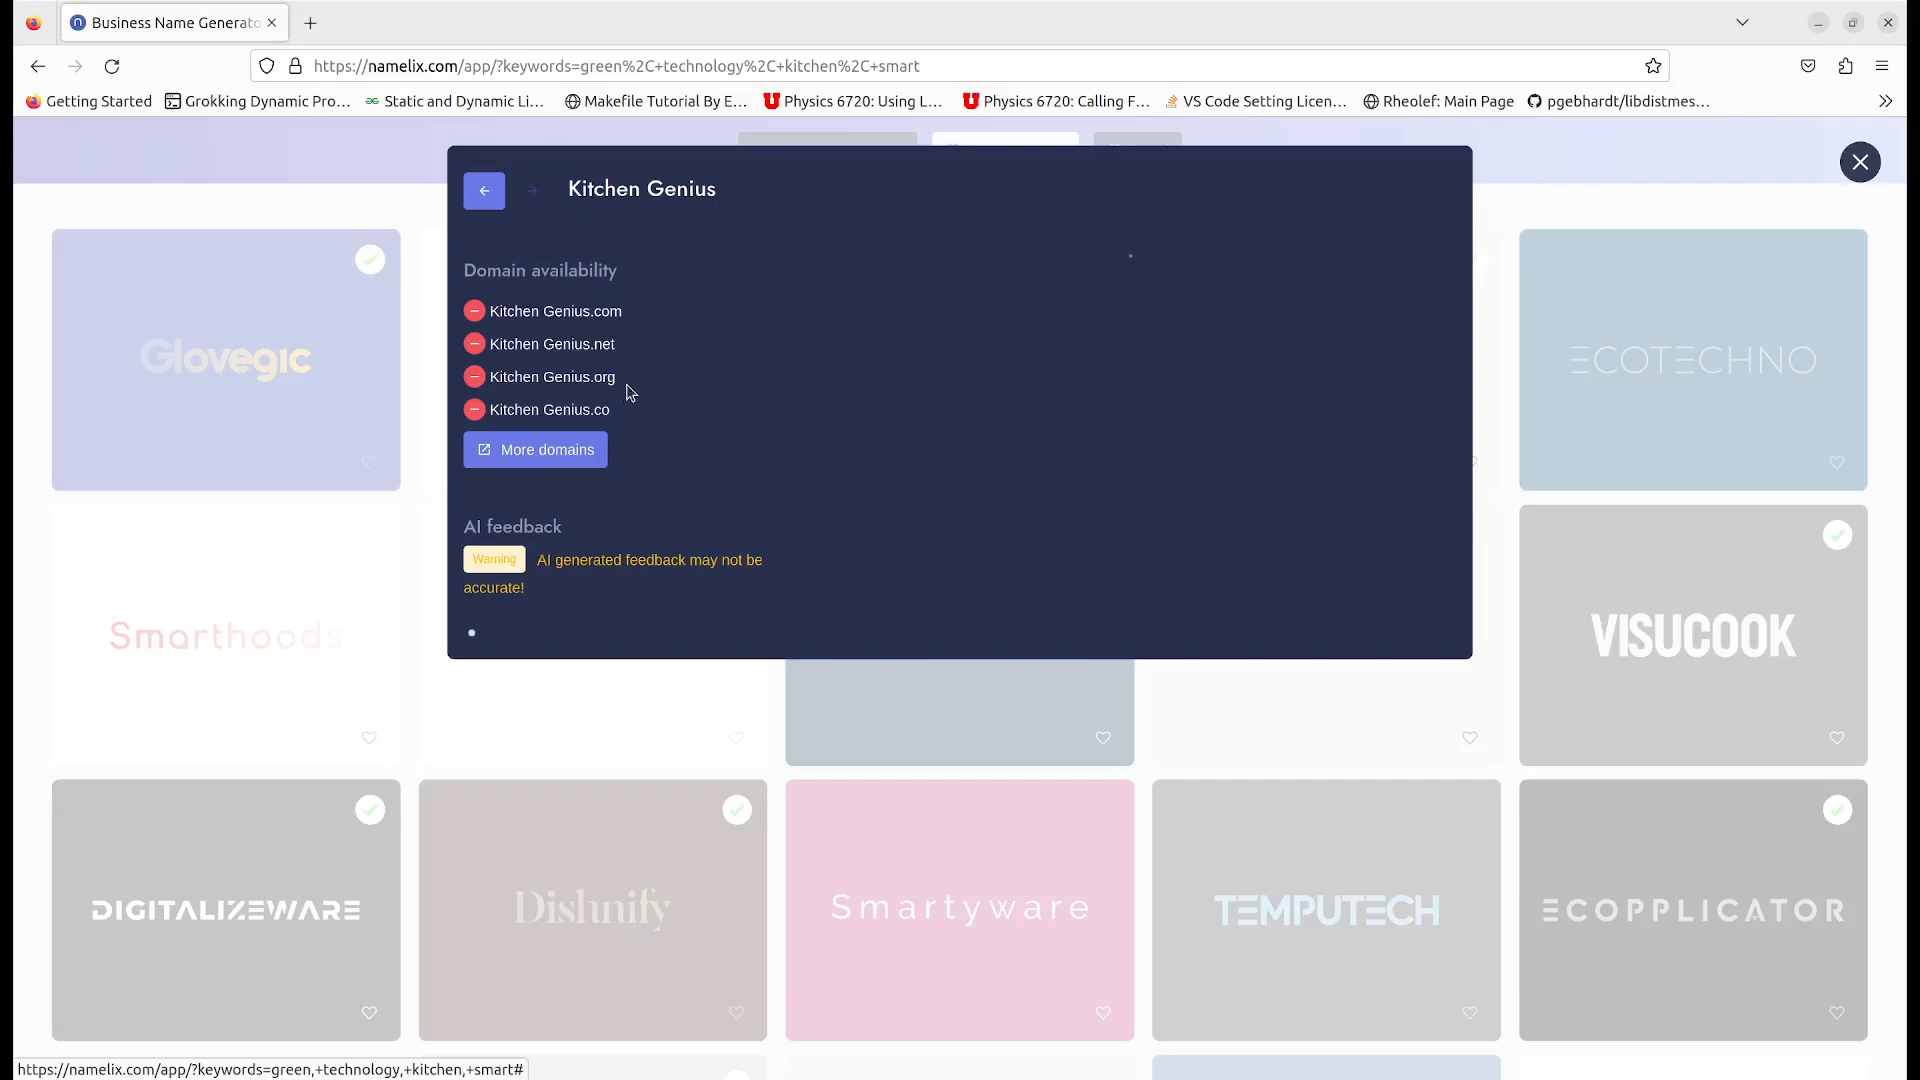 Business Name Generato
https://namelix.com/app/?keywords=green%2C+technology%2C+kitchen%2C+smart
Getting Started
Grokking Dynamic Pro...
Static and Dynamic Li...
Makefile Tutorial By E...
Physics 6720: Using L...
Physics 6720: Calling F...
VS Code Setting Licen...
Rheolef: Main Page
pgebhardt/libdistmes...
Kitchen Genius
Domain availability
Kitchen Genius.com
Kitchen Genius.net
Kitchen Genius.org
Kitchen Genius.co
More domains
AI feedback
Warning AI generated feedback may not be
accurate!
Glovegic
ECOTECHNO
Smarthoods
VISUCOOK
DIGITALIZEWARE
Dishnify
Smartyware
TEMPUTECH
ECOPPLICATOR
https://namelix.com/app/?keywords=green,+technology,+kitchen,+smart#